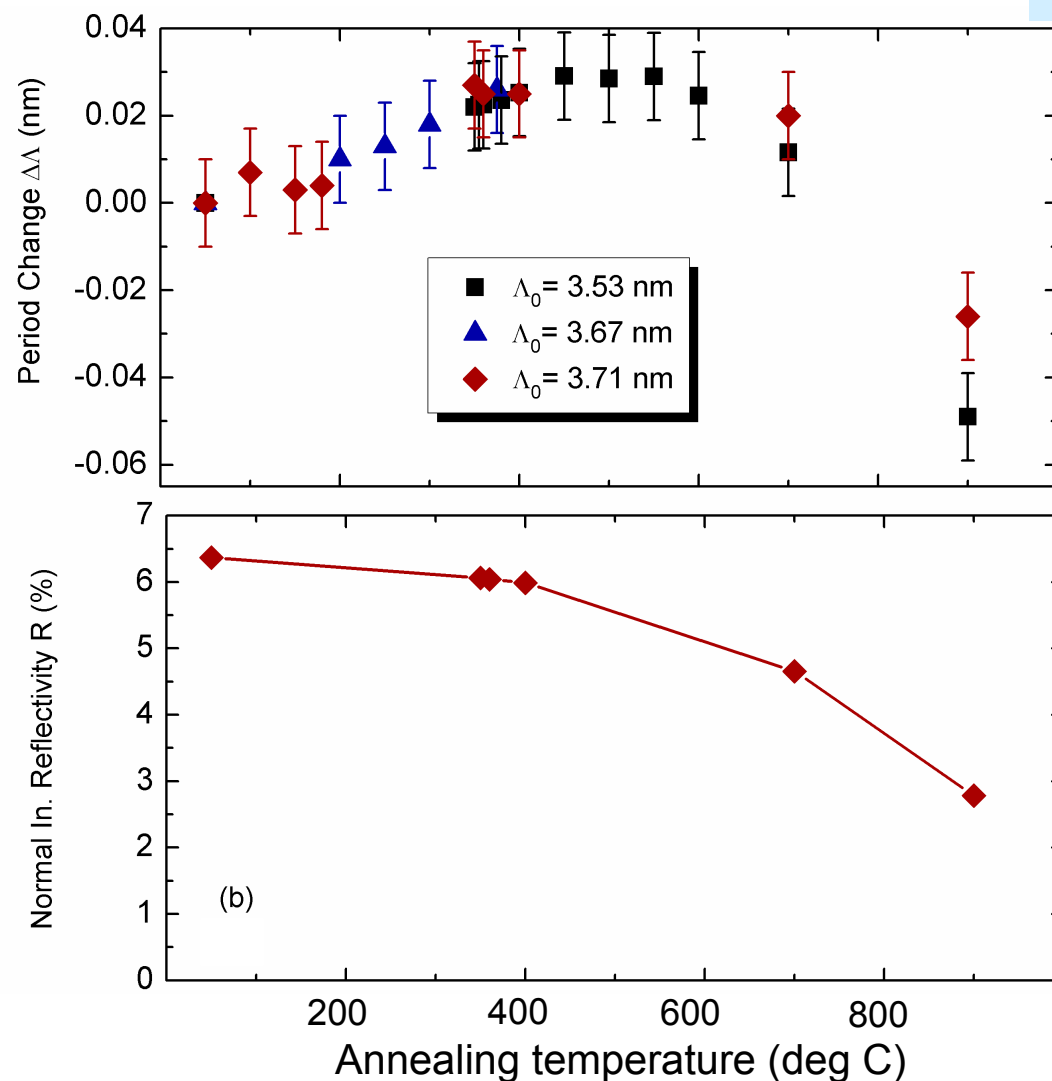 Period Change ΔΛ (nm)
0.04
0.02
0.00
-0.02
-0.04
-0.06
Λ0= 3.53 nm
Λ0= 3.67 nm
Λ0= 3.71 nm
Normal In. Reflectivity R (%)
7
6
5
4
3
2
1
0
(b)
200 400 600 800
Annealing temperature (deg C)